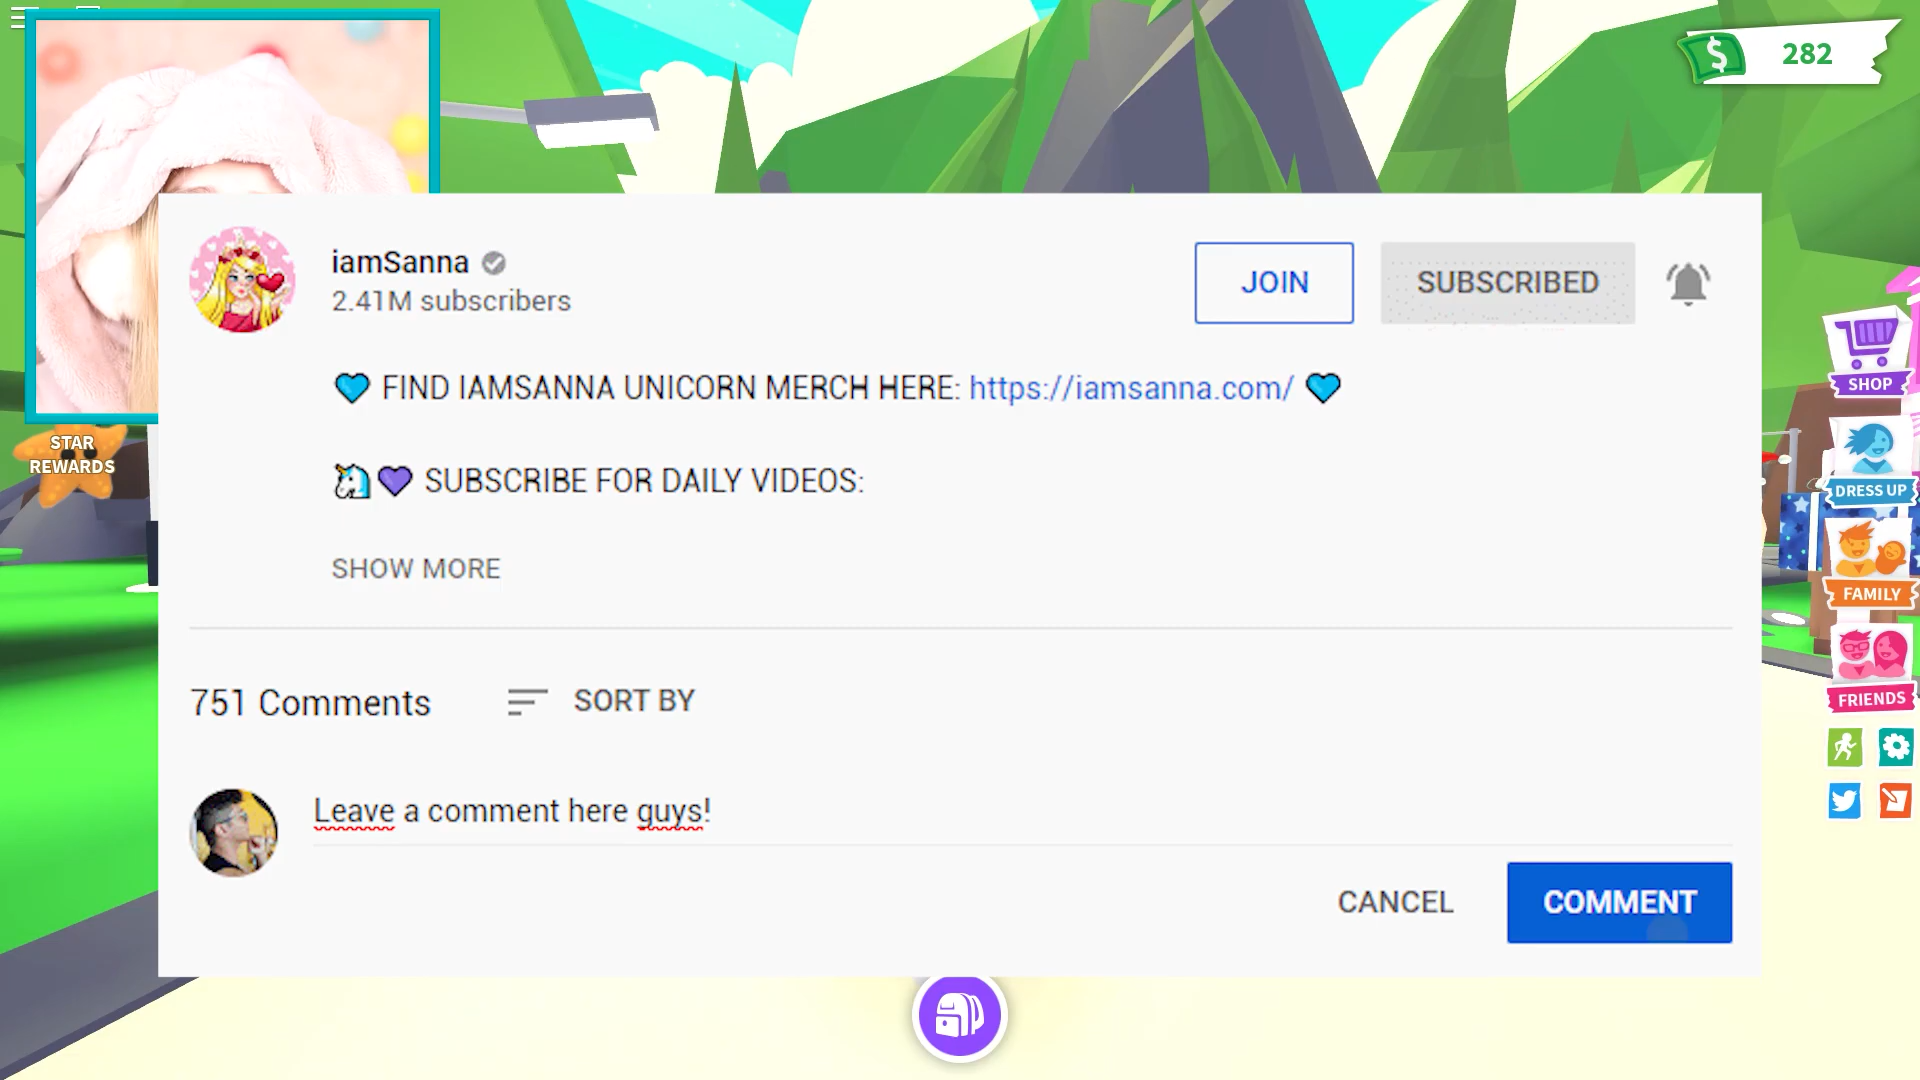 282
iamSanna
2.41M subscribers
JOIN
SUBSCRIBED
💙 FIND IAMSANNA UNICORN MERCH HERE: https://iamsanna.com/ 💙
🦄💜 SUBSCRIBE FOR DAILY VIDEOS:
SHOW MORE
751 Comments
SORT BY
Leave a comment here guys!
CANCEL
COMMENT
STAR
REWARDS
SHOP
DRESS UP
FAMILY
FRIENDS